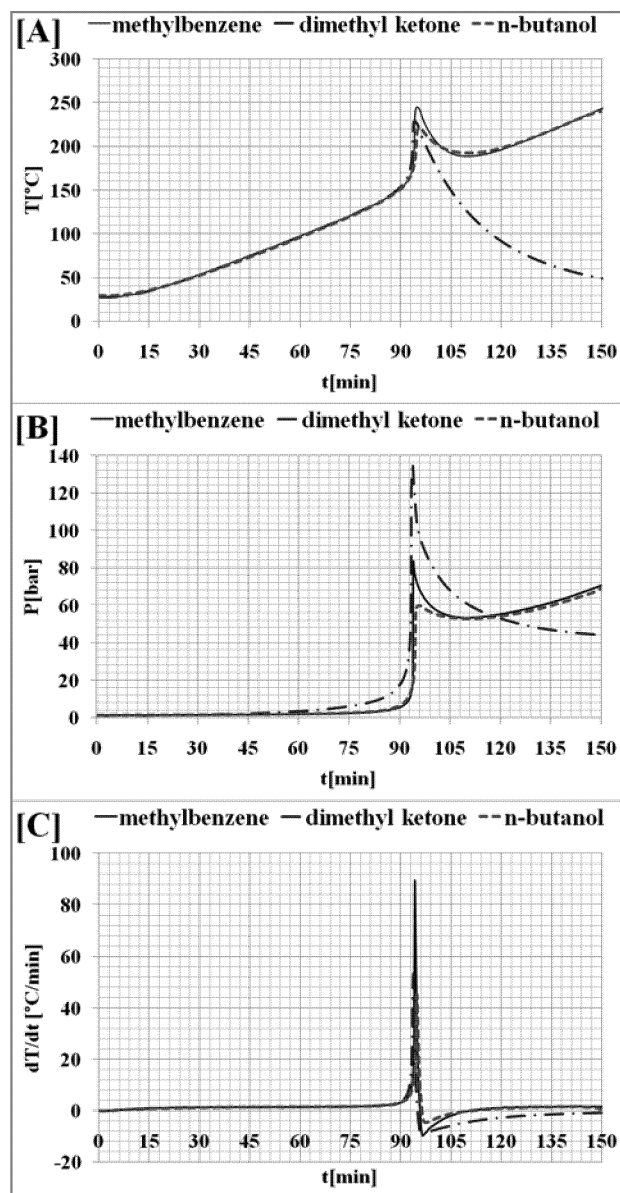 [A] methylbenzene dimethyl ketone n-butanol
300
250
200
150
100
50
0
T[°C]
0 15 30 45 60 75 90 105 120 135 150
t[min]
[B] methylbenzene dimethyl ketone n-butanol
140
120
100
80
60
40
20
0
P[bar]
0 15 30 45 60 75 90 105 120 135 150
t[min]
[C] methylbenzene dimethyl ketone n-butanol
100
80
60
40
20
0
-20
dT/dt [°C/min]
0 15 30 45 60 75 90 105 120 135 150
t[min]